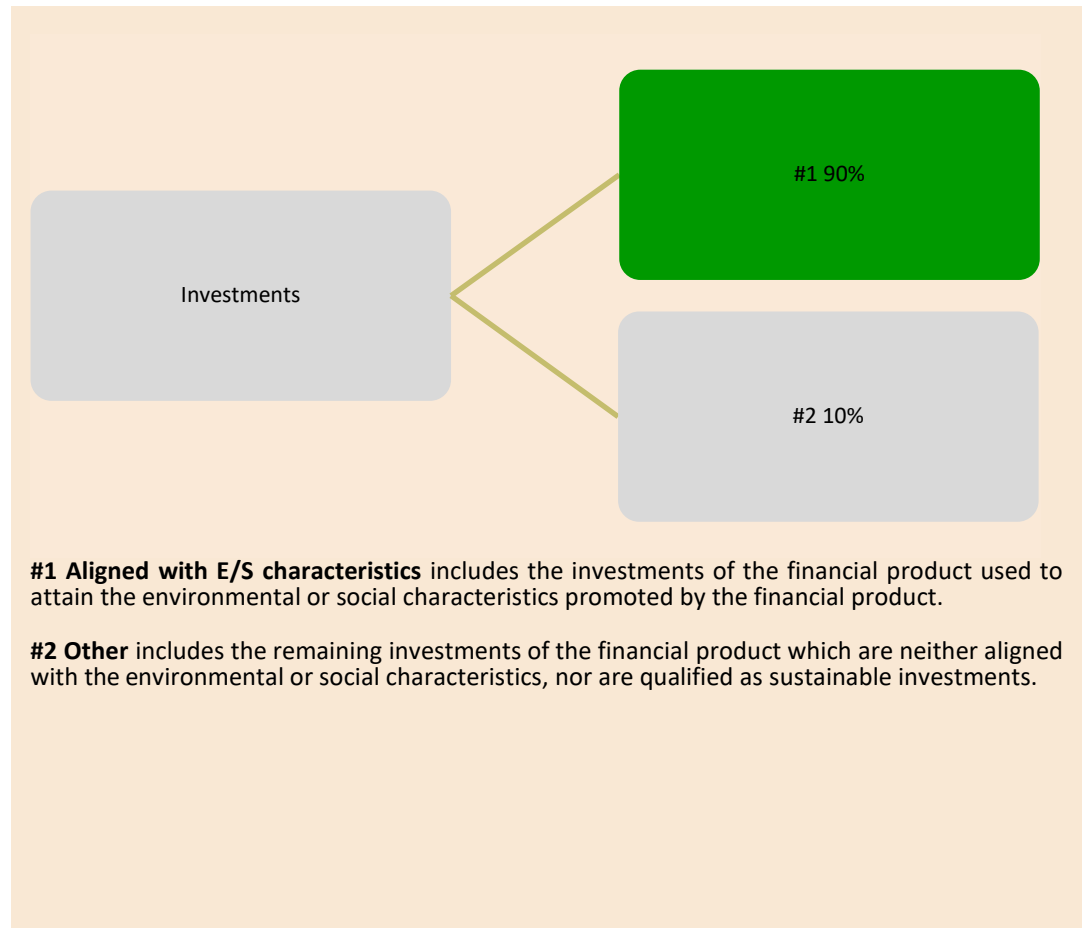 #1 90%
Investments
#2 10%
#1 Aligned with E/S characteristics includes the investments of the financial product used to
attain the environmental or social characteristics promoted by the financial product.
#2 Other includes the remaining investments of the financial product which are neither aligned
with the environmental or social characteristics, nor are qualified as sustainable investments.